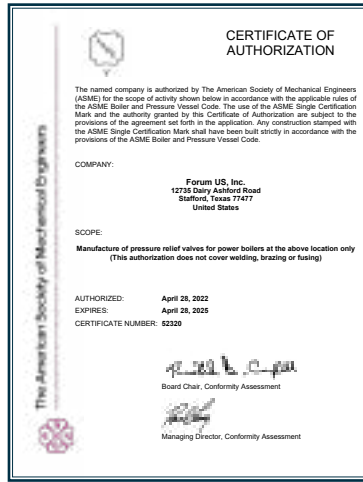 CERTIFICATE OF
AUTHORIZATION
The named company is authorized by The American Society of Mechanical Engineers
(ASME) for the scope of activity shown below in accordance with the applicable rules of
the ASME Boiler and Pressure Vessel Code. The use of the ASME Single Certification
Mark and the authority granted by this Certificate of Authorization are subject to the
provisions of the agreement set forth in the application. Any construction stamped with
the ASME Single Certification Mark shall have been built strictly in accordance with the
provisions of the ASME Boiler and Pressure Vessel Code.
COMPANY:
Forum US, Inc.
12735 Dairy Ashford Road
Stafford, Texas 77477
United States
SCOPE:
Manufacture of pressure relief valves for power boilers at the above location only
(This authorization does not cover welding, brazing or fusing)
AUTHORIZED: April 28, 2022
EXPIRES: April 28, 2025
CERTIFICATE NUMBER: 52320
Board Chair, Conformity Assessment
Managing Director, Conformity Assessment
The American Society of Mechanical Engineers